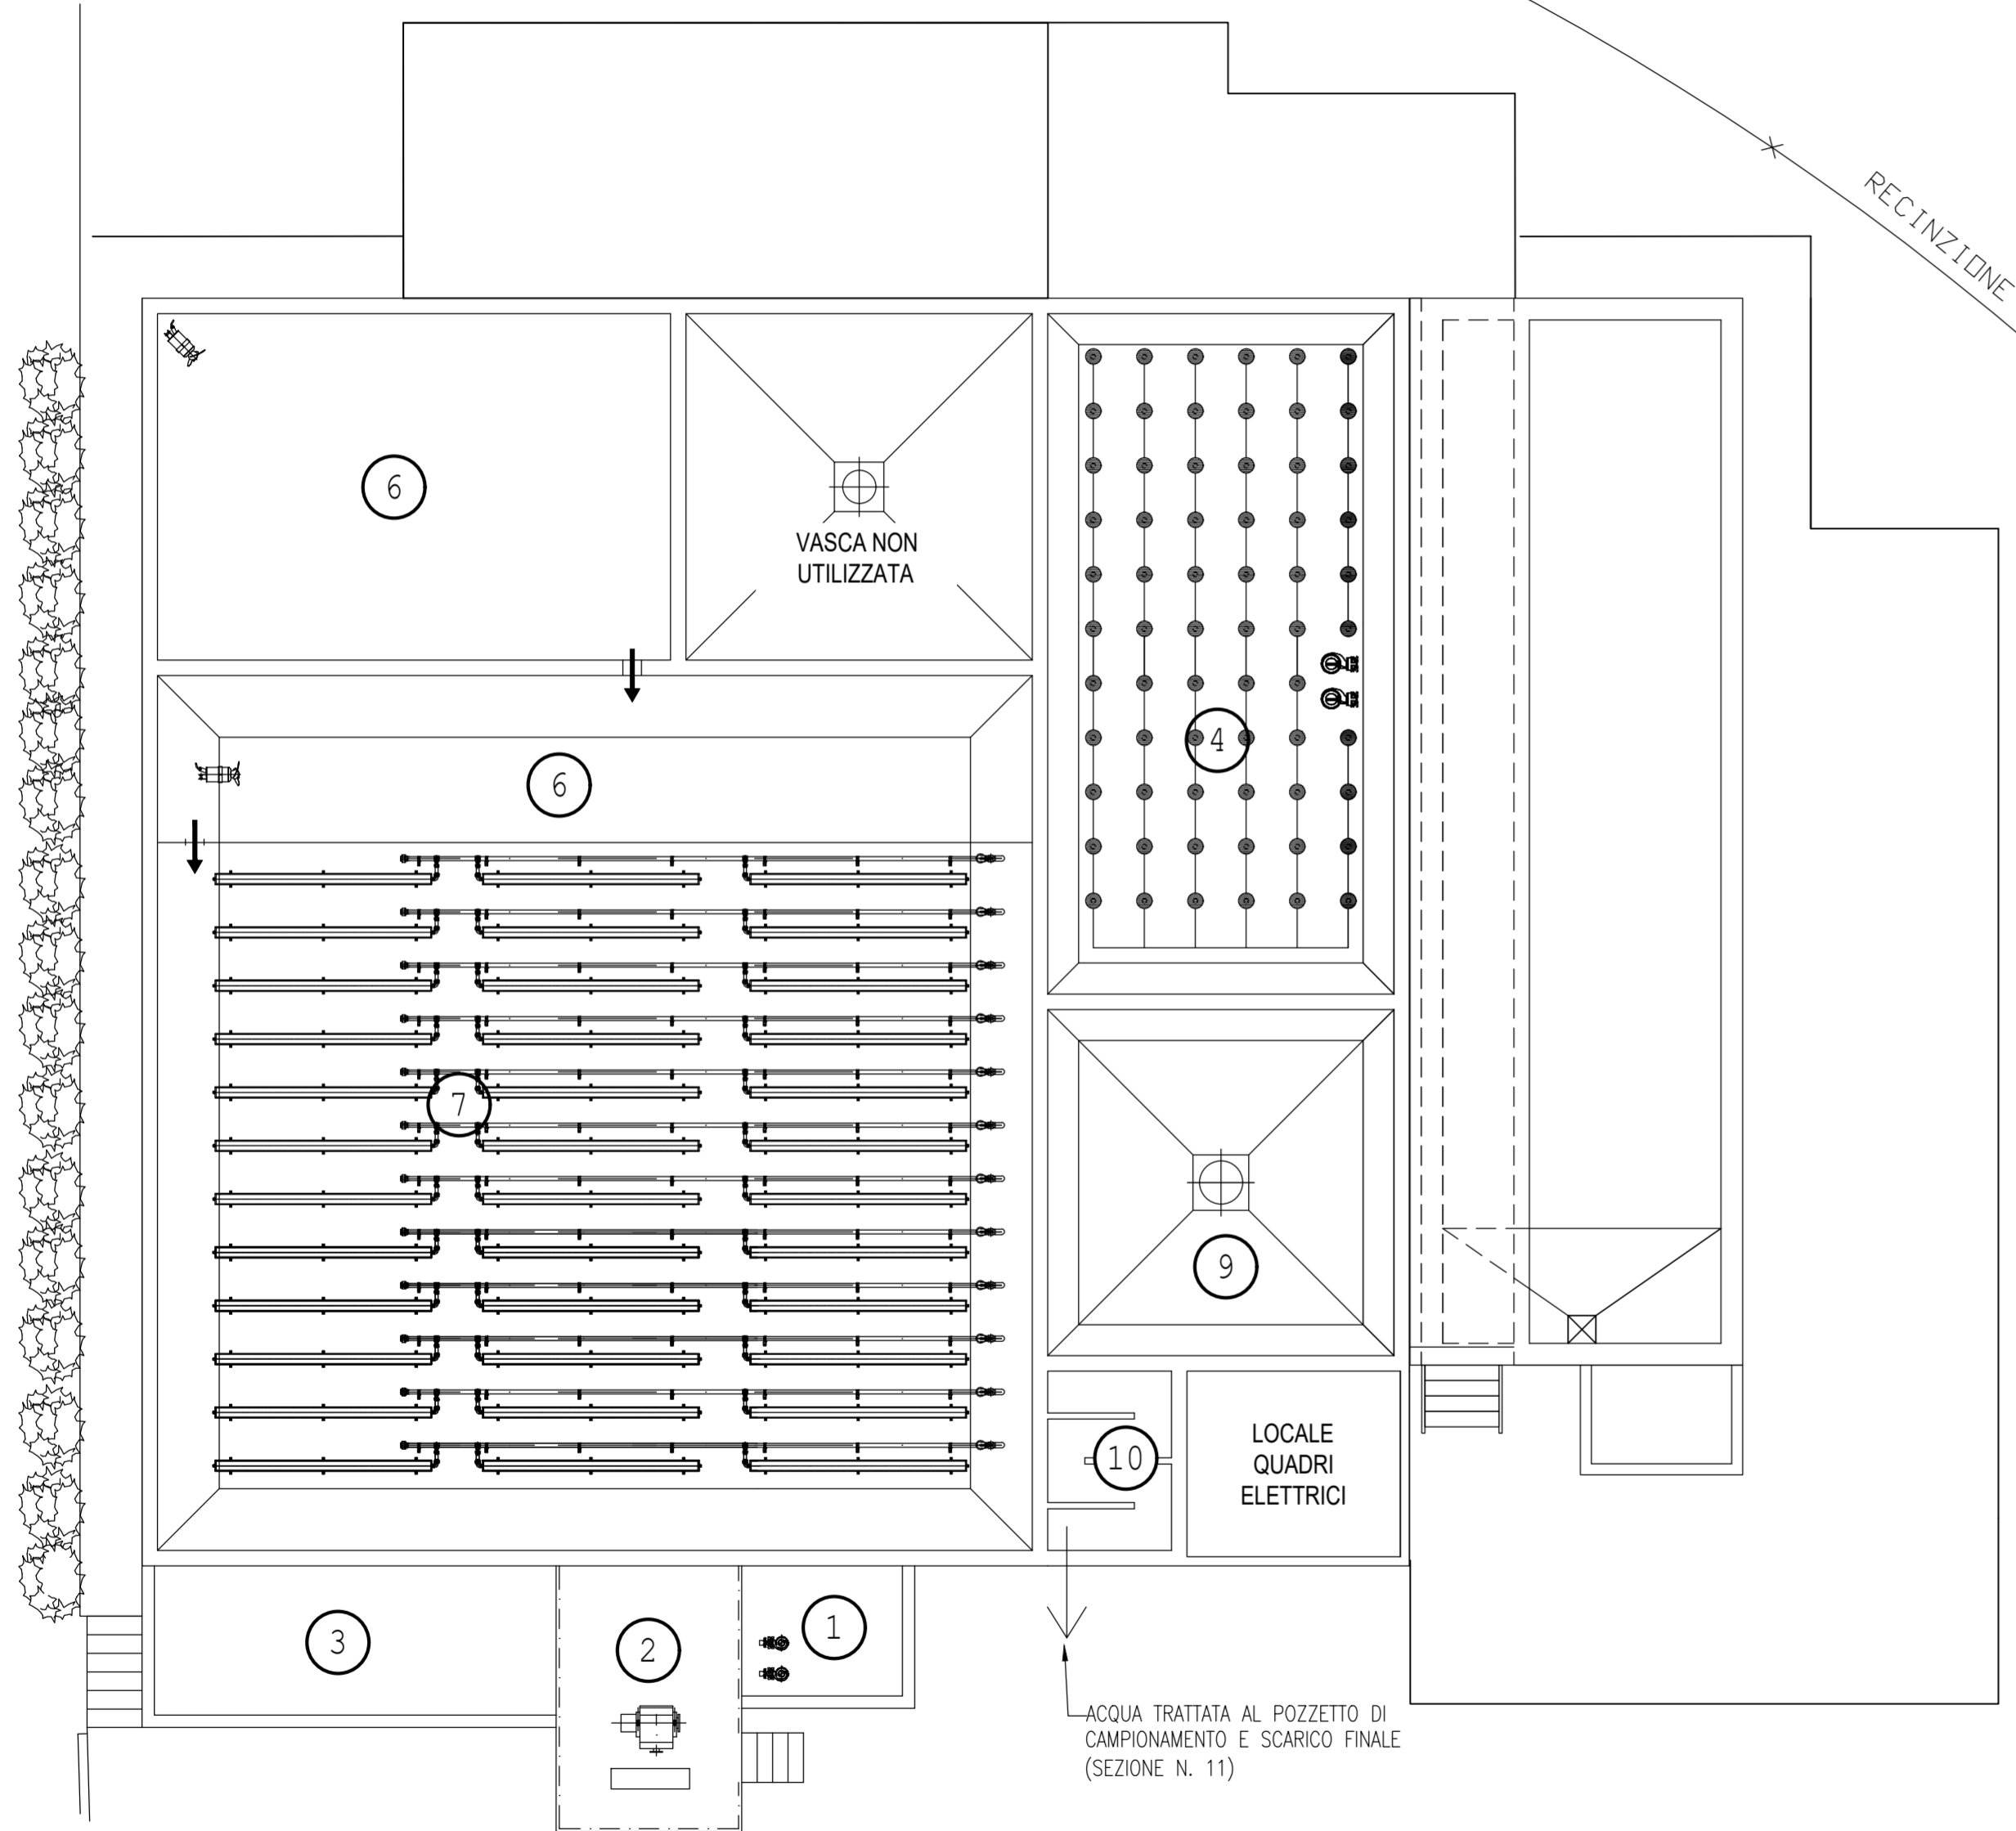 RECINZIONE
6
VASCA NON
UTILIZZATA
4
6
7
9
10
LOCALE
QUADRI
ELETTRICI
3
2
1
ACQUA TRATTATA AL POZZETTO DI
CAMPIONAMENTO E SCARICO FINALE
(SEZIONE N. 11)